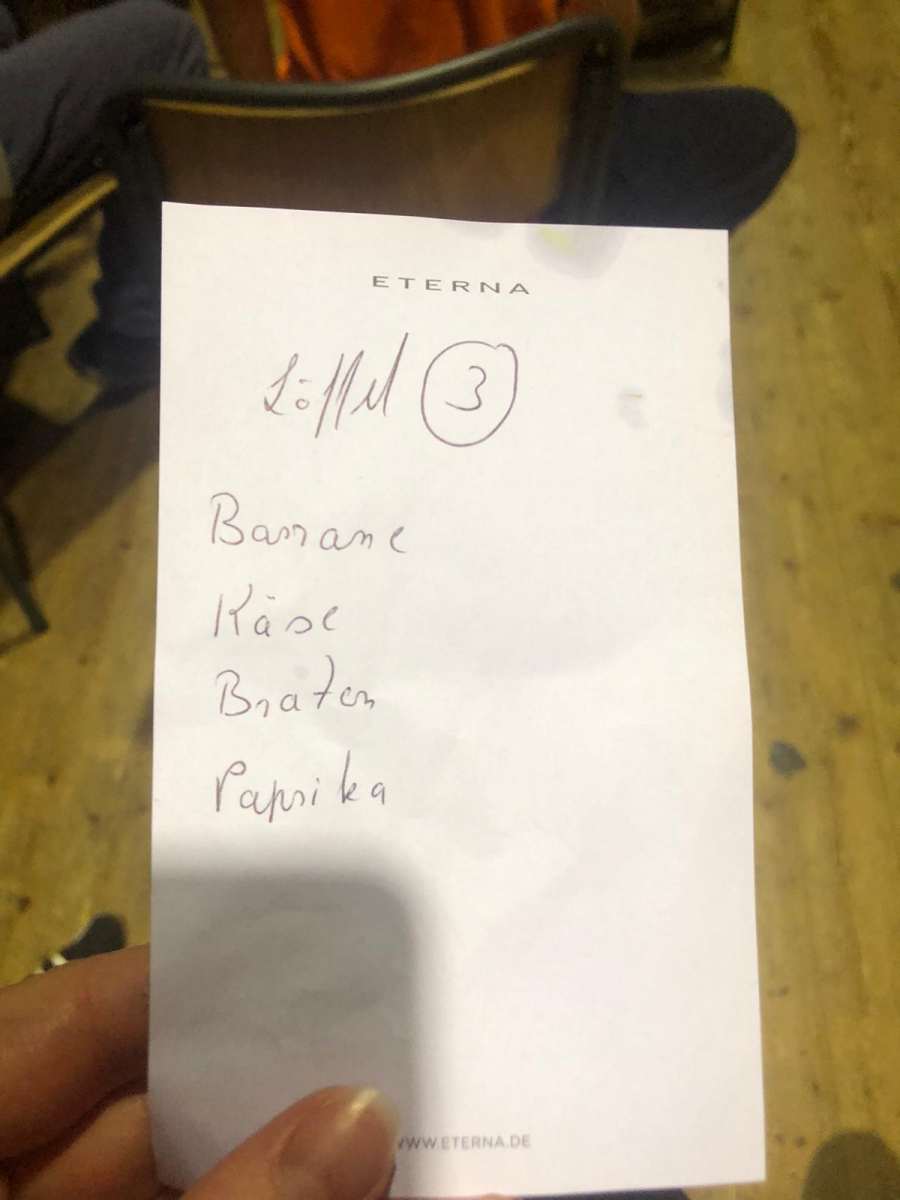 ETERNA
Löffel 3
Banane
Käse
Braten
Paprika
WWW.ETERNA.DE